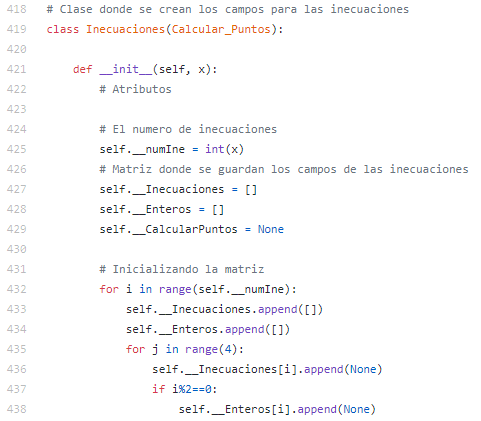 418 # Clase donde se crean los campos para las inecuaciones
419 class Inecuaciones(Calcular_Puntos):
420
421     def __init__(self, x):
422         # Atributos
423
424         # El numero de inecuaciones
425         self.__numIne = int(x)
426         # Matriz donde se guardan los campos de las inecuaciones
427         self.__Inecuaciones = []
428         self.__Enteros = []
429         self.__CalcularPuntos = None
430
431         # Inicializando la matriz
432         for i in range(self.__numIne):
433             self.__Inecuaciones.append([])
434             self.__Enteros.append([])
435             for j in range(4):
436                 self.__Inecuaciones[i].append(None)
437                 if i%2==0:
438                     self.__Enteros[i].append(None)